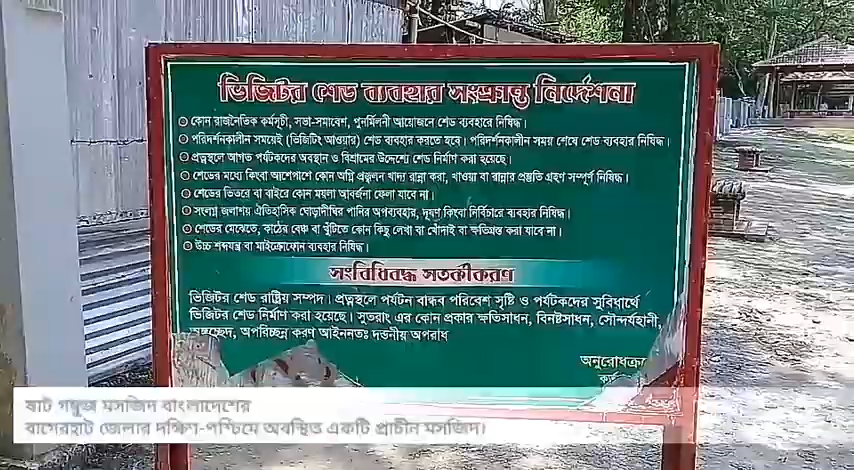 ভিজিটর শেড ব্যবহার সংক্রান্ত নির্দেশনা
কোন রাজনৈতিক কর্মসূচী, সভা-সমাবেশ, পুনর্মিলনী আয়োজনে শেড ব্যবহারে নিষিদ্ধ।
পরিদর্শনকালীন সময়েই (ভিজিটিং আওয়ার) শেড ব্যবহার করতে হবে। পরিদর্শনকালীন সময় শেষে শেড ব্যবহার নিষিদ্ধ।
প্রত্নস্থলে আগত পর্যটকদের অবস্থান ও বিশ্রামের উদ্দেশ্যে শেড নির্মাণ করা হয়েছে।
শেডের মধ্যে কিংবা আশেপাশে কোন অগ্নি প্রজ্বলন খাদ্য রান্না করা, খাওয়া বা রান্নার প্রস্তুতি গ্রহণ সম্পূর্ণ নিষিদ্ধ।
শেডের ভিতরে বা বাইরে কোন ময়লা আবর্জনা ফেলা যাবে না।
সংলগ্ন জলাশয় ঐতিহাসিক ঘোড়াদীঘির পানির অপব্যবহার, দূষণ কিংবা নির্বিচারে ব্যবহার নিষিদ্ধ।
শেডের মেঝেতে, কাঠের বেঞ্চ বা খুঁটিতে কোন কিছু লেখা বা খোঁদাই বা ক্ষতিগ্রস্ত করা যাবে না।
উচ্চ শব্দযন্ত্র বা মাইক্রোফোন ব্যবহার নিষিদ্ধ।
সংবিধিবদ্ধ সতর্কীকরণ
ভিজিটর শেড রাষ্ট্রিয় সম্পদ। প্রত্নস্থলে পর্যটন বান্ধব পরিবেশ সৃষ্টি ও পর্যটকদের সুবিধার্থে
ভিজিটর শেড নির্মাণ করা হয়েছে। সুতরাং এর কোন প্রকার ক্ষতিসাধন, বিনষ্টসাধন, সৌন্দর্যহানী,
অপরিচ্ছন্ন করণ আইনতঃ দন্ডনীয় অপরাধ
অনুরোধক্রমে
ষাট গম্বুজ মসজিদ বাংলাদেশের
বাগেরহাট জেলার দক্ষিণ-পশ্চিমে অবস্থিত একটি প্রাচীন মসজিদ।